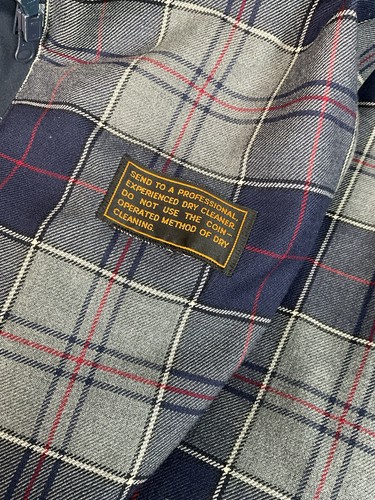 SEND TO A PROFESSIONAL,
EXPERIENCED DRY CLEANER.
DO NOT USE THE COIN-
OPERATED METHOD OF DRY
CLEANING.